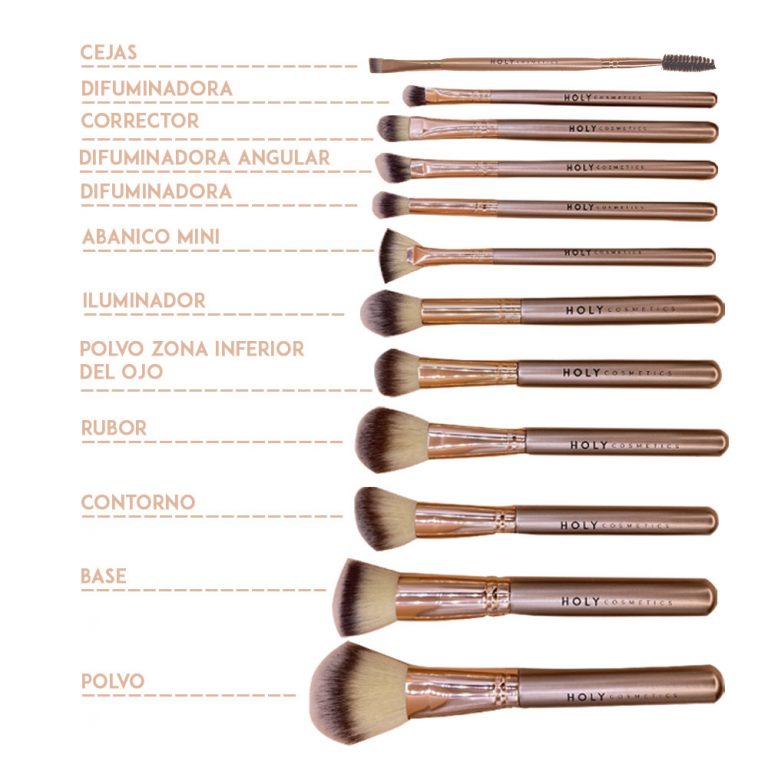 CEJAS
HOLY COSMETICS
DIFUMINADORA
HOLY COSMETICS
CORRECTOR
HOLY COSMETICS
DIFUMINADORA ANGULAR
HOLY COSMETICS
DIFUMINADORA
HOLY COSMETICS
ABANICO MINI
HOLY COSMETICS
ILUMINADOR
HOLY COSMETICS
POLVO ZONA INFERIOR
DEL OJO
HOLY COSMETICS
RUBOR
HOLY COSMETICS
CONTORNO
HOLY COSMETICS
BASE
HOLY COSMETICS
POLVO
HOLY COSMETICS